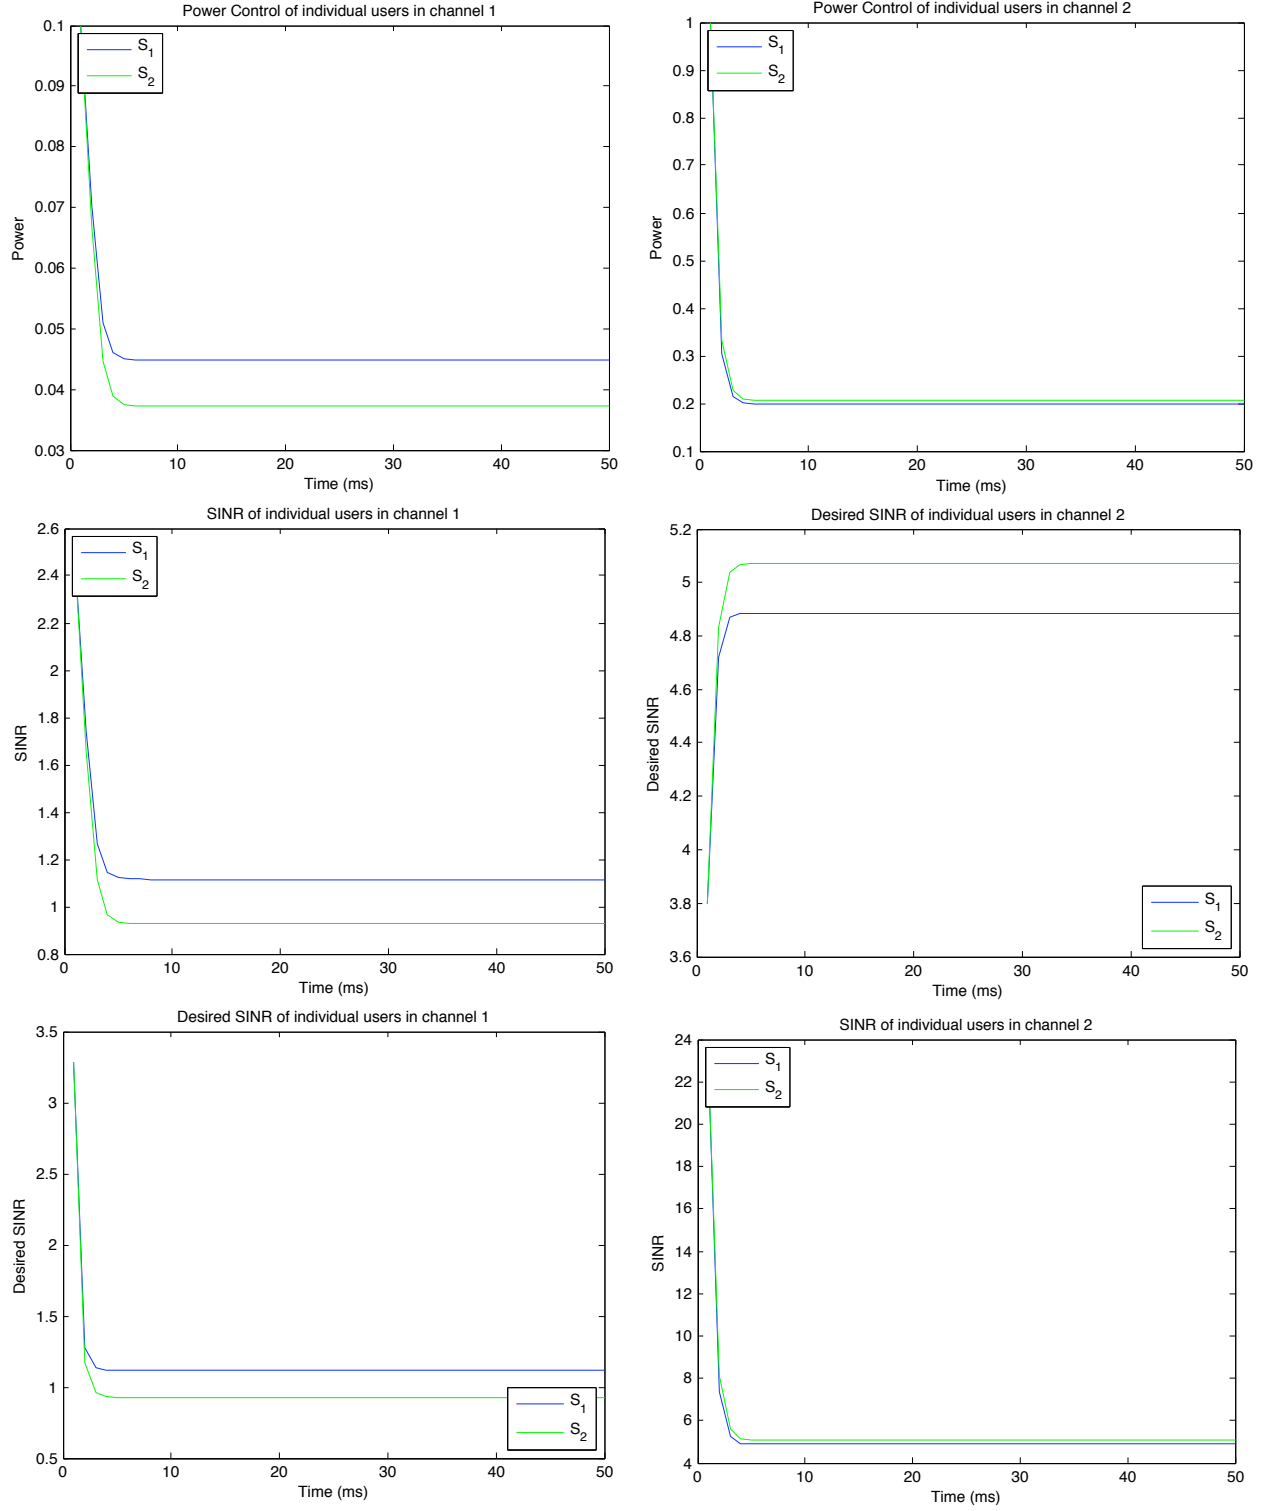 Power Control of individual users in channel 1
0.1
0.09
0.08
0.07
0.06
0.05
0.04
0.03
Power
S1
S2
0 10 20 30 40 50
Time (ms)
Power Control of individual users in channel 2
1
0.9
0.8
0.7
0.6
0.5
0.4
0.3
0.2
0.1
Power
S1
S2
0 10 20 30 40 50
Time (ms)
SINR of individual users in channel 1
2.6
2.4
2.2
2
1.8
1.6
1.4
1.2
1
0.8
SINR
S1
S2
0 10 20 30 40 50
Time (ms)
Desired SINR of individual users in channel 2
5.2
5
4.8
4.6
4.4
4.2
4
3.8
3.6
Desired SINR
S1
S2
0 10 20 30 40 50
Time (ms)
Desired SINR of individual users in channel 1
3.5
3
2.5
2
1.5
1
0.5
Desired SINR
S1
S2
0 10 20 30 40 50
Time (ms)
SINR of individual users in channel 2
24
22
20
18
16
14
12
10
8
6
4
SINR
S1
S2
0 10 20 30 40 50
Time (ms)